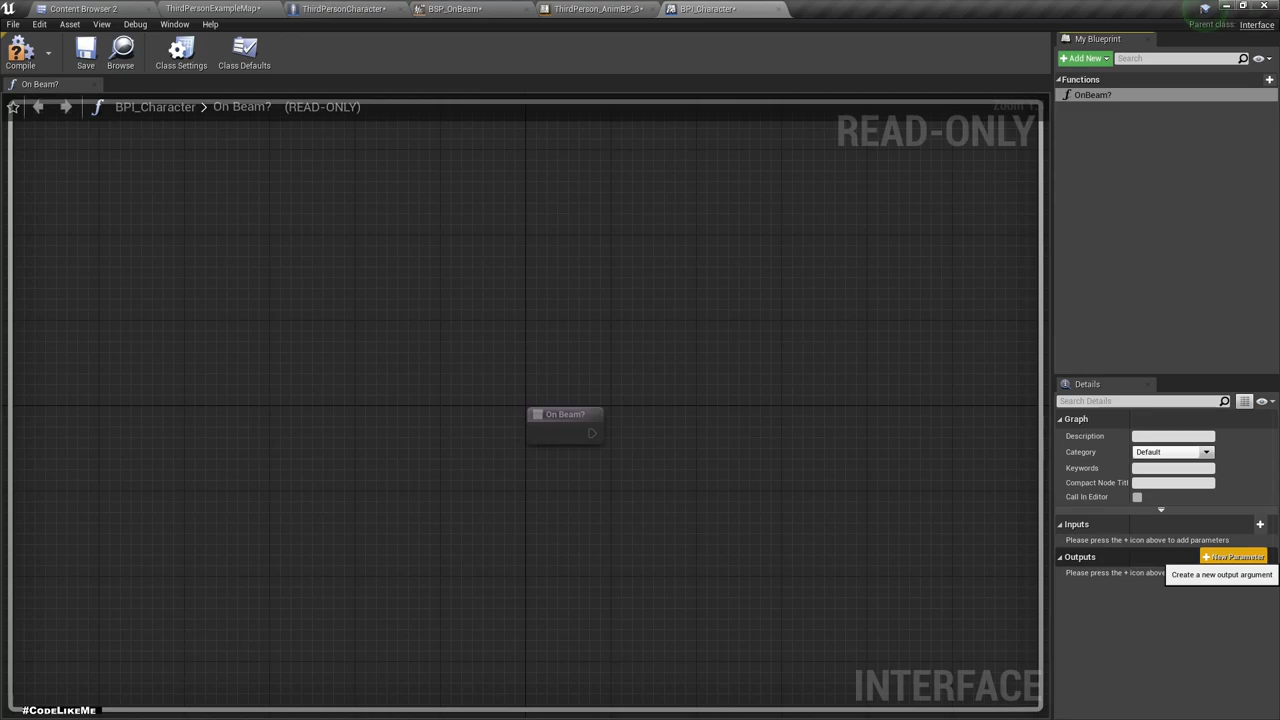 Content Browser 2
ThirdPersonExampleMap*
ThirdPersonCharacter*
BSP_OnBeam*
ThirdPerson_AnimBP_3*
BPI_Character*
File Edit Asset View Debug Window Help
Parent class: Interface
Compile
Save
Browse
Class Settings
Class Defaults
On Beam?
BPI_Character > On Beam? (READ-ONLY)
READ-ONLY
On Beam?
INTERFACE
My Blueprint
+ Add New
Search
Functions
OnBeam?
Details
Search Details
Graph
Description
Category Default
Keywords
Compact Node Titl
Call In Editor
Inputs
Please press the + icon above to add parameters
Outputs
+ New Parameter
Please press the + icon above
Create a new output argument
#CodeLikeMe